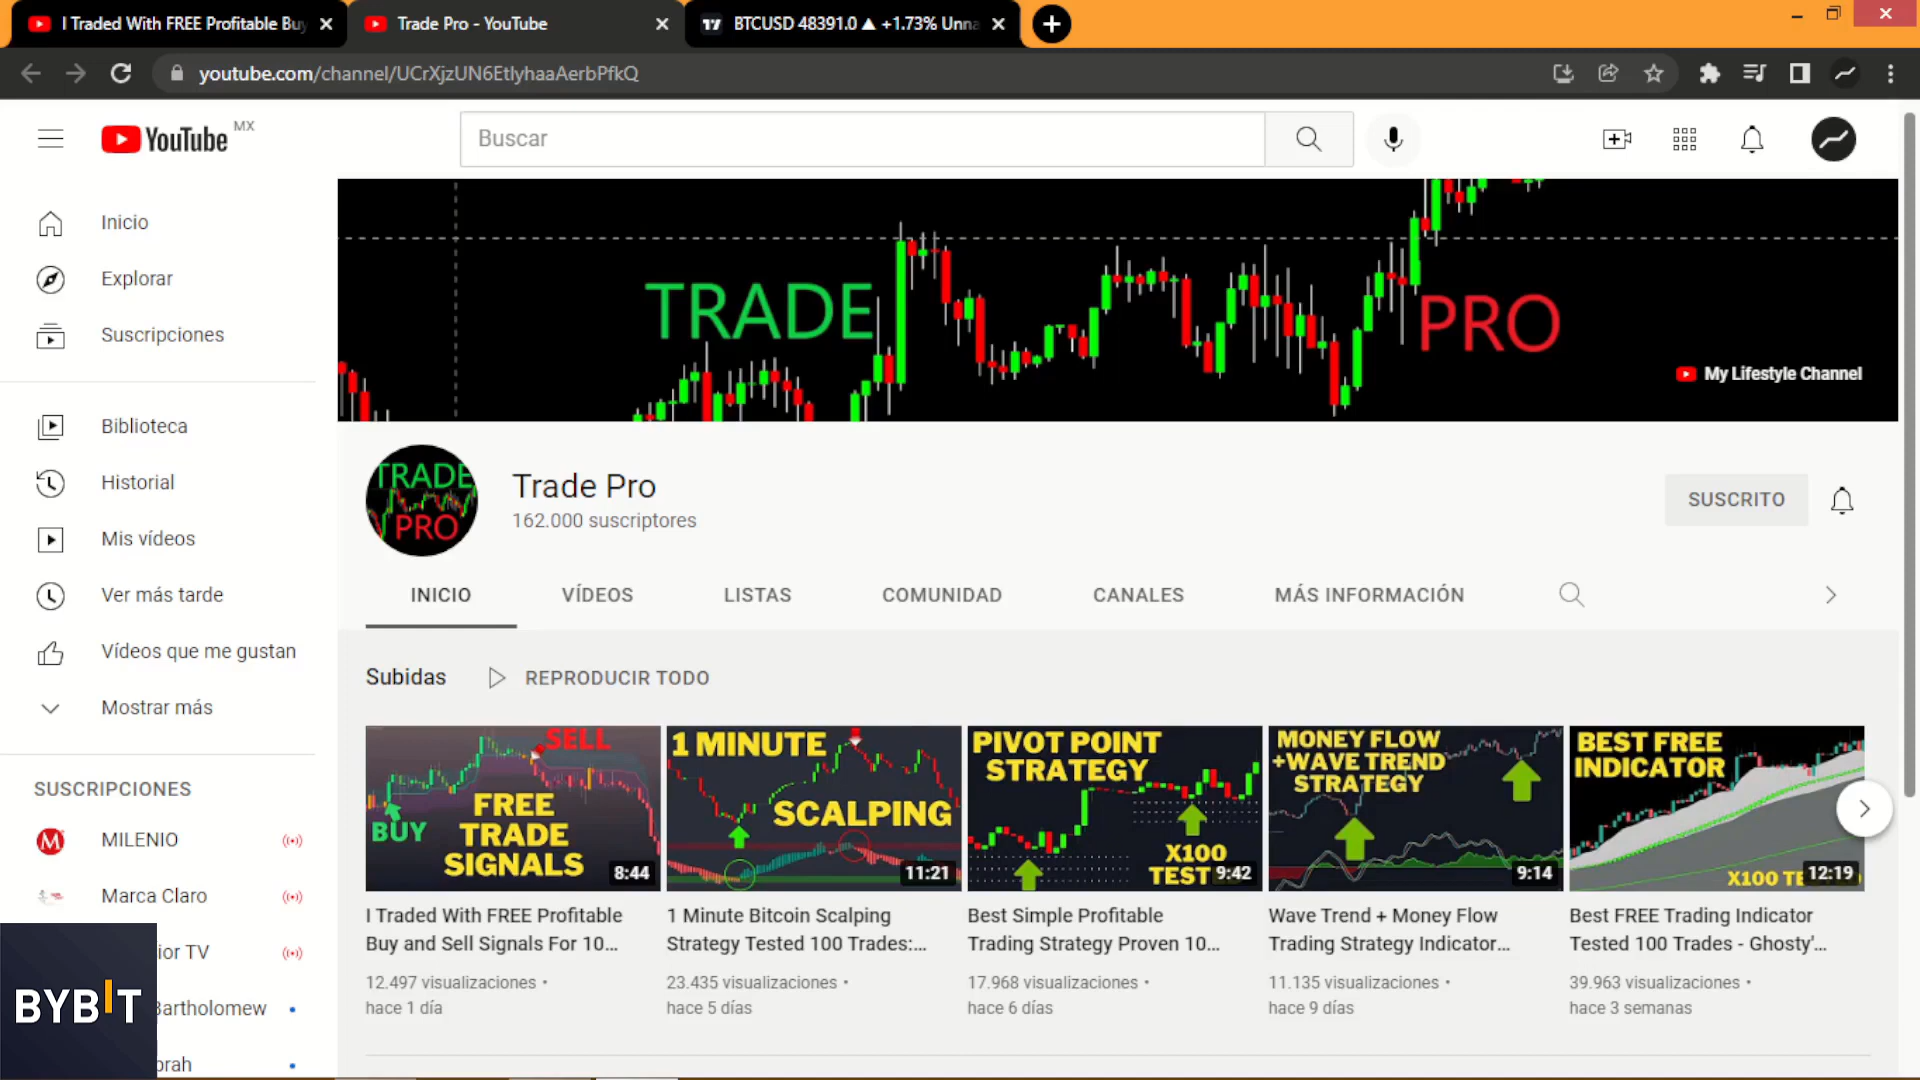 I Traded With FREE Profitable Buy
Trade Pro - YouTube
BTCUSD 48391.0 ▲ +1.73% Unna
youtube.com/channel/UCrXjzUN6EtlyhaaAerbPfkQ
YouTube MX
Buscar
Inicio
Explorar
Suscripciones
Biblioteca
Historial
Mis vídeos
Ver más tarde
Vídeos que me gustan
Mostrar más
SUSCRIPCIONES
MILENIO
Marca Claro
ior TV
Bartholomew
orah
BYBIT
TRADE
PRO
My Lifestyle Channel
TRADE
PRO
Trade Pro
162.000 suscriptores
SUSCRITO
INICIO
VÍDEOS
LISTAS
COMUNIDAD
CANALES
MÁS INFORMACIÓN
Subidas
REPRODUCIR TODO
SELL
BUY
FREE
TRADE
SIGNALS
8:44
I Traded With FREE Profitable
Buy and Sell Signals For 10...
12.497 visualizaciones •
hace 1 día
1 MINUTE
SCALPING
11:21
1 Minute Bitcoin Scalping
Strategy Tested 100 Trades:...
23.435 visualizaciones •
hace 5 días
PIVOT POINT
STRATEGY
X100
TEST
9:42
Best Simple Profitable
Trading Strategy Proven 10...
17.968 visualizaciones •
hace 6 días
MONEY FLOW
+WAVE TREND
STRATEGY
9:14
Wave Trend + Money Flow
Trading Strategy Indicator...
11.135 visualizaciones •
hace 9 días
BEST FREE
INDICATOR
X100 TE
12:19
Best FREE Trading Indicator
Tested 100 Trades - Ghosty'...
39.963 visualizaciones •
hace 3 semanas